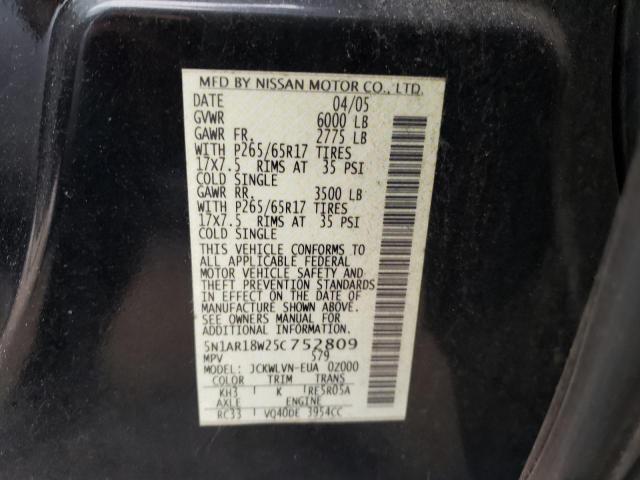 MFD BY NISSAN MOTOR CO., LTD.
DATE 04/05
GVWR 6000 LB
GAWR FR. 2775 LB
WITH P265/65R17 TIRES
17X7.5 RIMS AT 35 PSI
COLD SINGLE
GAWR RR. 3500 LB
WITH P265/65R17 TIRES
17X7.5 RIMS AT 35 PSI
COLD SINGLE
THIS VEHICLE CONFORMS TO
ALL APPLICABLE FEDERAL
MOTOR VEHICLE SAFETY AND
THEFT PREVENTION STANDARDS
IN EFFECT ON THE DATE OF
MANUFACTURE SHOWN ABOVE.
SEE OWNERS MANUAL FOR
ADDITIONAL INFORMATION.
5N1AR18W25C752809
MPV 579
MODEL: JCKWLVN-EUA 0Z000
COLOR TRIM TRANS
KH3 K RE5R05A
AXLE ENGINE
RC33 VQ40DE 3954CC